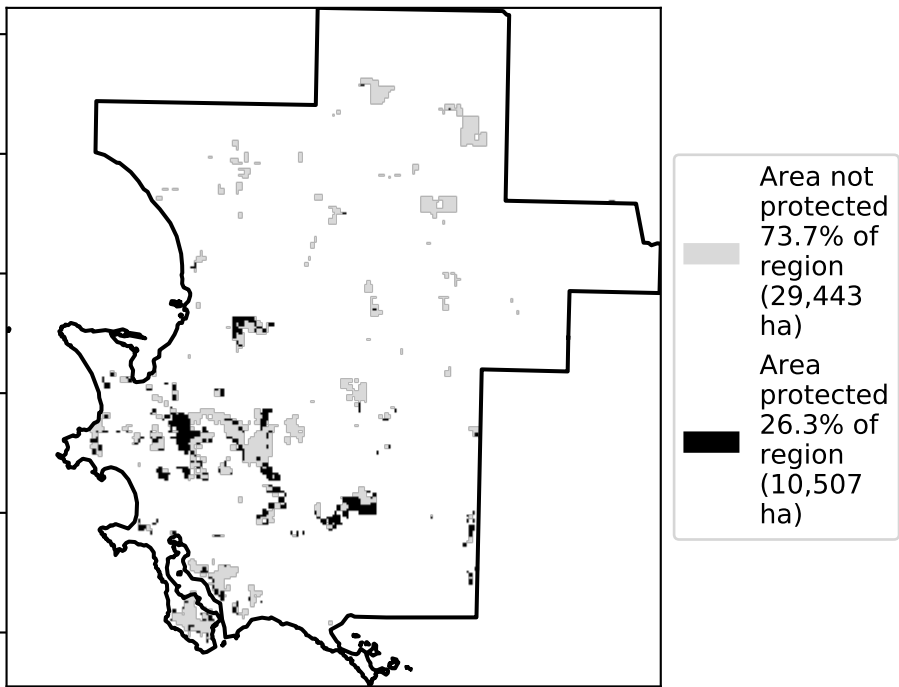 Area not
protected
73.7% of
region
(29,443
ha)
Area
protected
26.3% of
region
(10,507
ha)